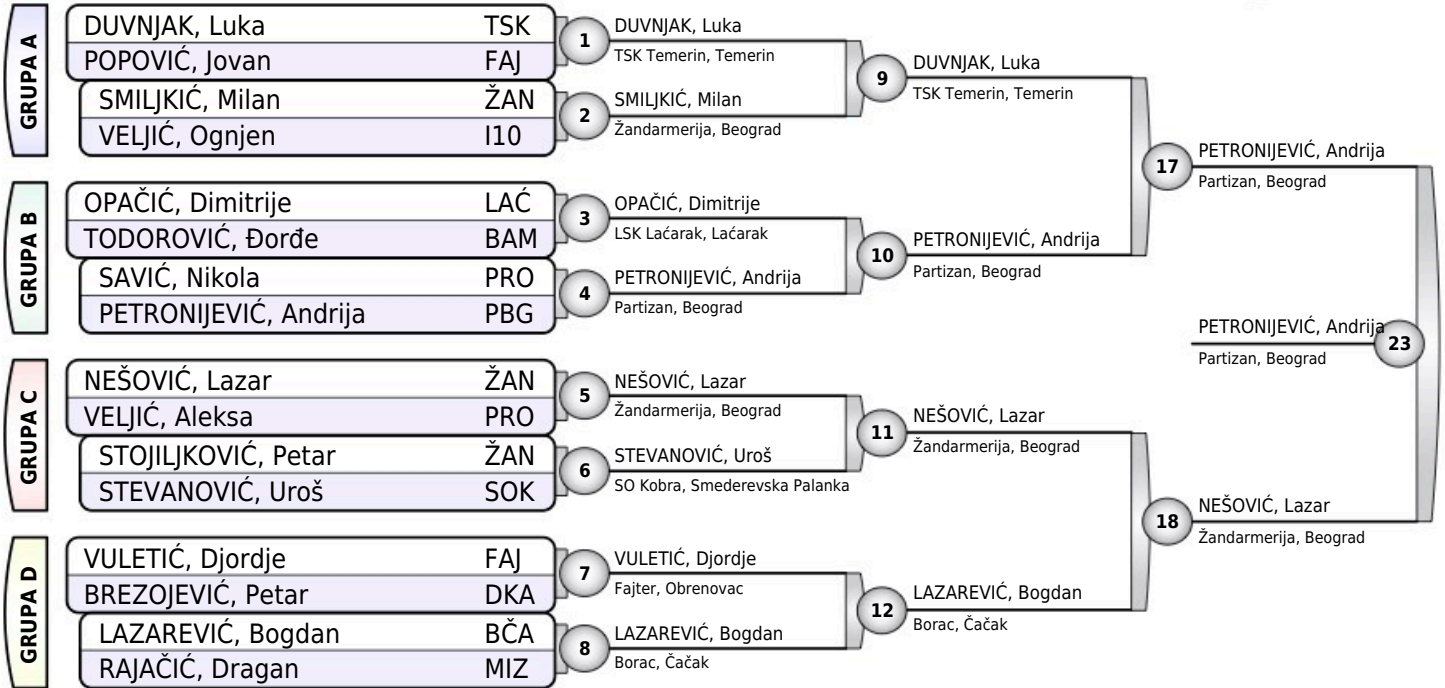 GRUPA A
DUVNJAK, Luka TSK
POPOVIĆ, Jovan FAJ
SMILJKIĆ, Milan ŽAN
VELJIĆ, Ognjen I10
GRUPA B
OPAČIĆ, Dimitrije LAĆ
TODOROVIĆ, Đorđe BAM
SAVIĆ, Nikola PRO
PETRONIJEVIĆ, Andrija PBG
GRUPA C
NEŠOVIĆ, Lazar ŽAN
VELJIĆ, Aleksa PRO
STOJILJKOVIĆ, Petar ŽAN
STEVANOVIĆ, Uroš SOK
GRUPA D
VULETIĆ, Djordje FAJ
BREZOJEVIĆ, Petar DKA
LAZAREVIĆ, Bogdan BČA
RAJAČIĆ, Dragan MIZ
1
DUVNJAK, Luka
TSK Temerin, Temerin
2
SMILJKIĆ, Milan
Žandarmerija, Beograd
3
OPAČIĆ, Dimitrije
LSK Laćarak, Laćarak
4
PETRONIJEVIĆ, Andrija
Partizan, Beograd
5
NEŠOVIĆ, Lazar
Žandarmerija, Beograd
6
STEVANOVIĆ, Uroš
SO Kobra, Smederevska Palanka
7
VULETIĆ, Djordje
Fajter, Obrenovac
8
LAZAREVIĆ, Bogdan
Borac, Čačak
9
DUVNJAK, Luka
TSK Temerin, Temerin
10
PETRONIJEVIĆ, Andrija
Partizan, Beograd
11
NEŠOVIĆ, Lazar
Žandarmerija, Beograd
12
LAZAREVIĆ, Bogdan
Borac, Čačak
17
PETRONIJEVIĆ, Andrija
Partizan, Beograd
18
NEŠOVIĆ, Lazar
Žandarmerija, Beograd
PETRONIJEVIĆ, Andrija
Partizan, Beograd
23